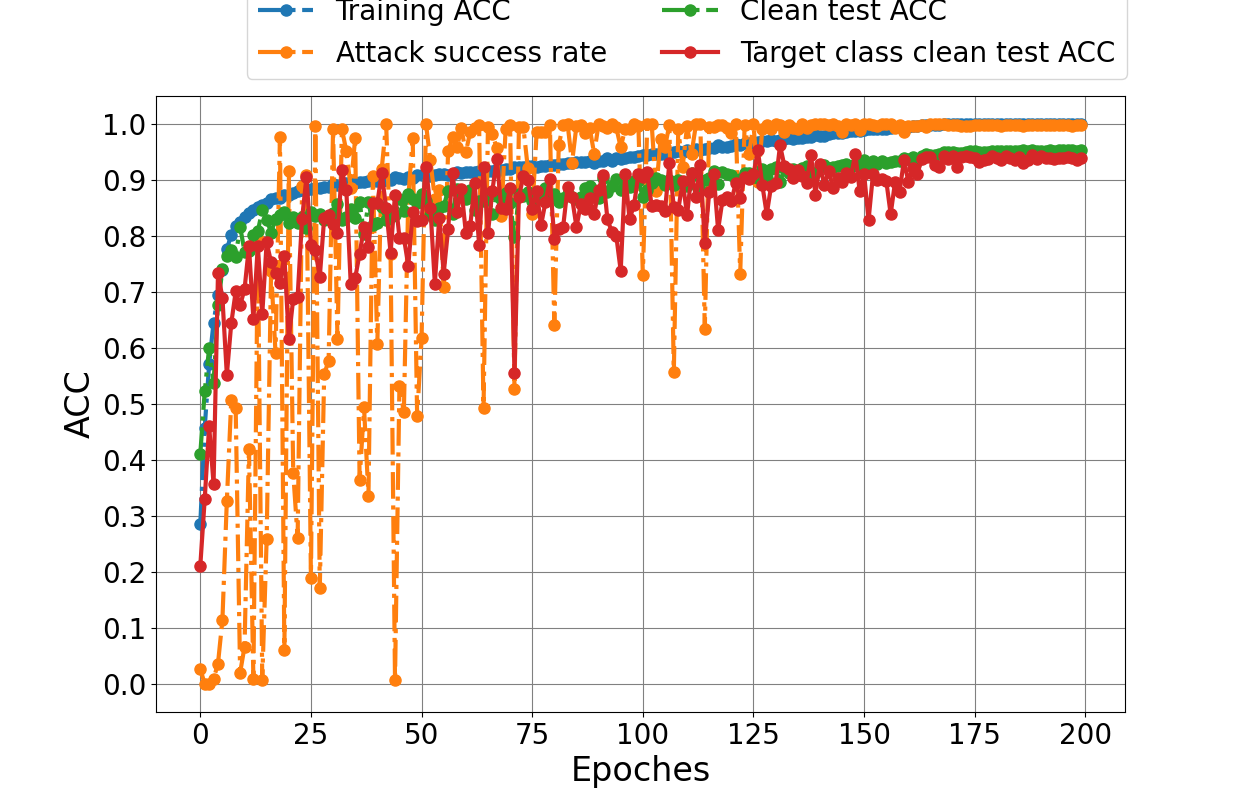 Training ACC
Clean test ACC
Attack success rate
Target class clean test ACC
1.0
0.9
0.8
0.7
0.6
0.5
0.4
0.3
0.2
0.1
0.0
ACC
0 25 50 75 100 125 150 175 200
Epoches